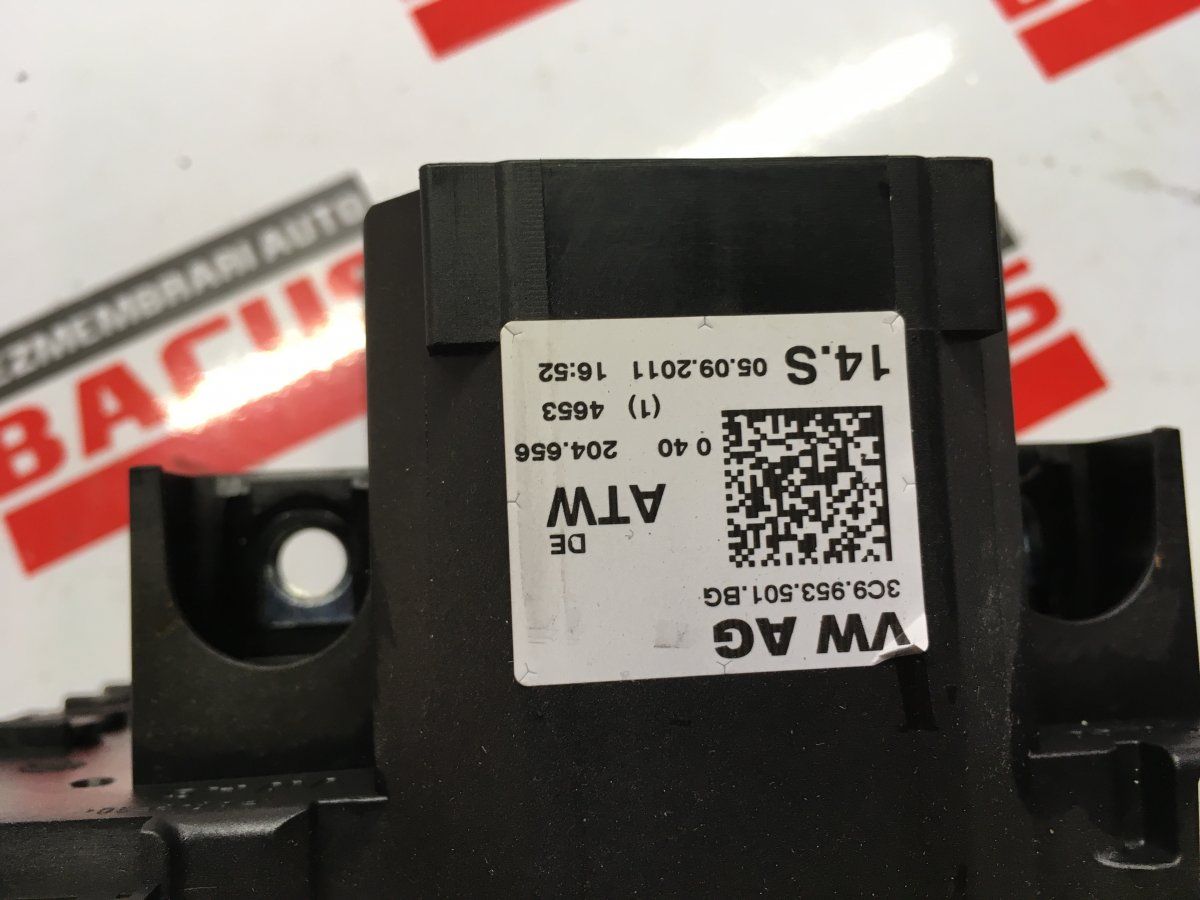 VW AG
3C9.953.501.BG
DE
ATW
0 40 204.656
(1) 4653
14.S 05.09.2011 16:52
EZMEMBRARI AUTO
BACUS